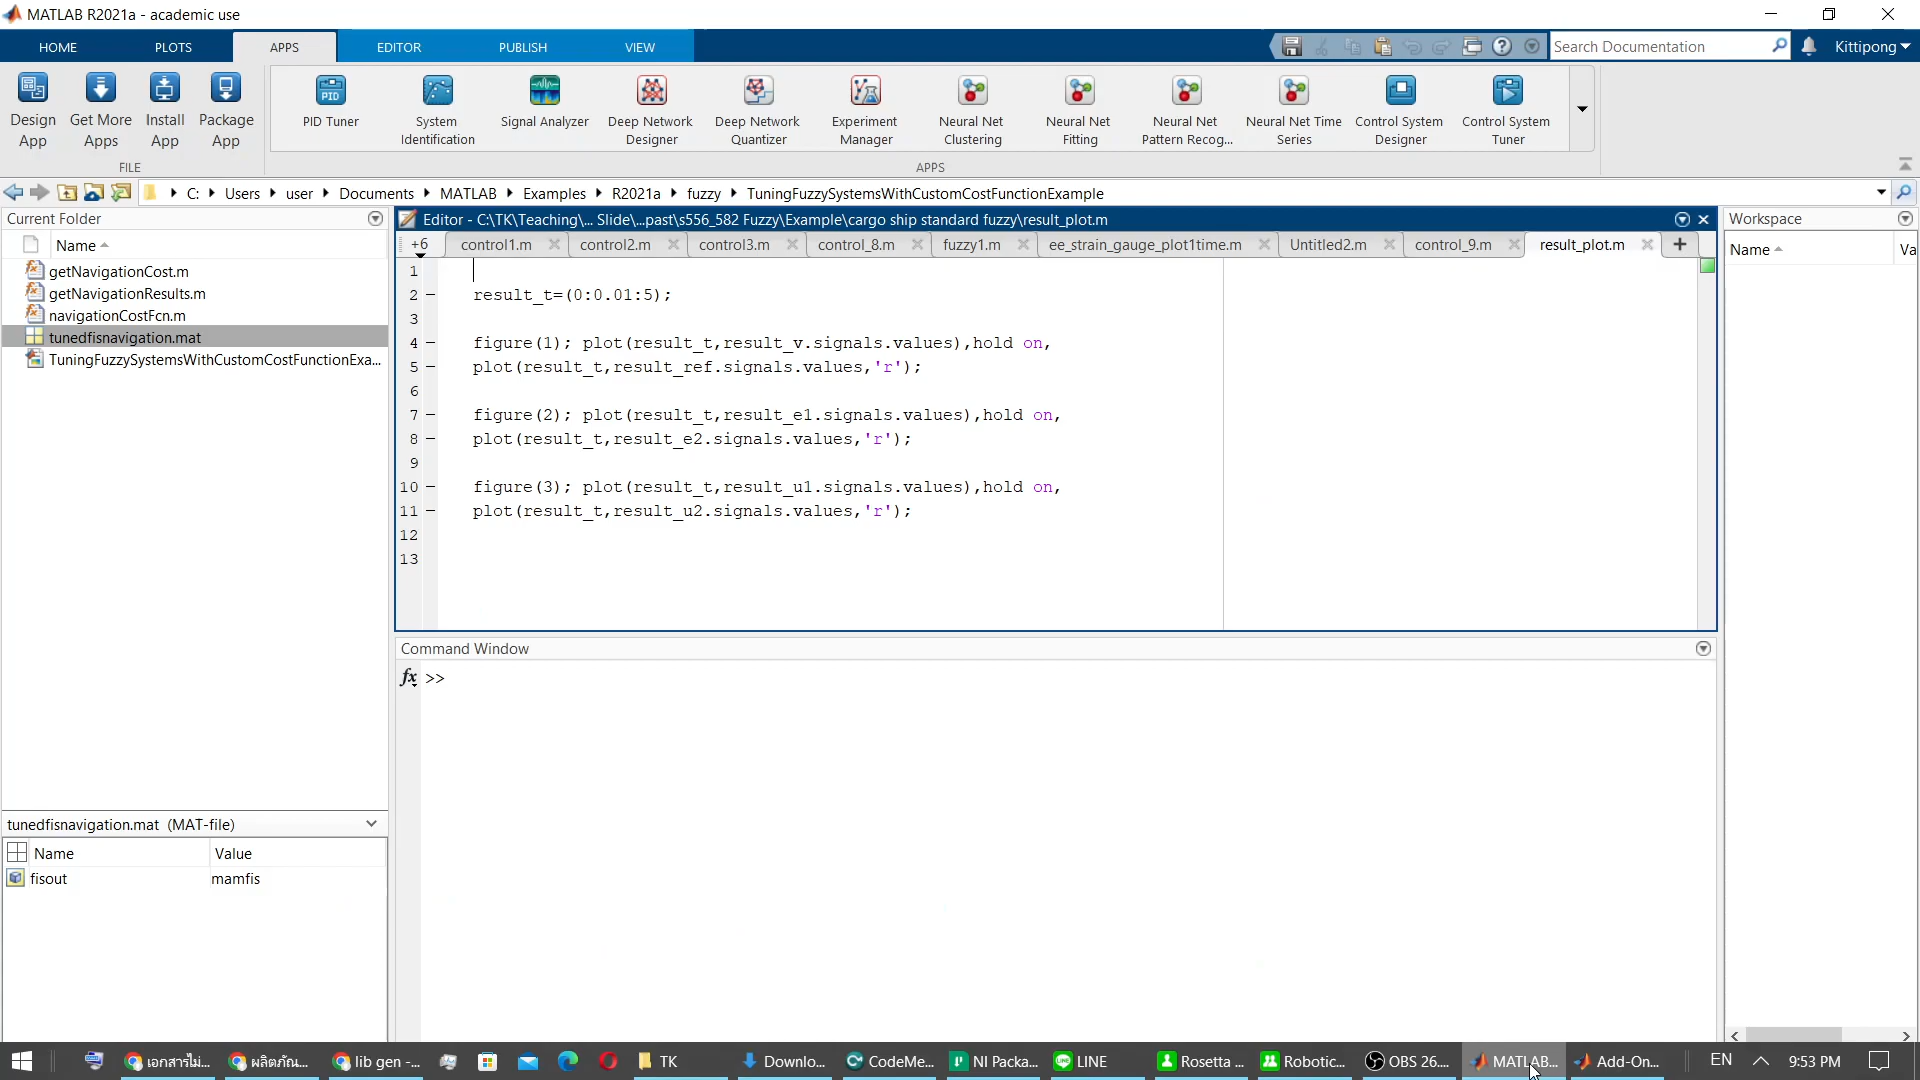 MATLAB R2021a - academic use
HOME PLOTS APPS EDITOR PUBLISH VIEW
Search Documentation
Kittipong
Design App
Get More Apps
Install App
Package App
FILE
PID Tuner
System Identification
Signal Analyzer
Deep Network Designer
Deep Network Quantizer
Experiment Manager
Neural Net Clustering
Neural Net Fitting
Neural Net Pattern Recog...
Neural Net Time Series
Control System Designer
Control System Tuner
APPS
C: Users user Documents MATLAB Examples R2021a fuzzy TuningFuzzySystemsWithCustomCostFunctionExample
Current Folder
Name
getNavigationCost.m
getNavigationResults.m
navigationCostFcn.m
tunedfisnavigation.mat
TuningFuzzySystemsWithCustomCostFunctionExa...
tunedfisnavigation.mat (MAT-file)
Name Value
fisout mamfis
Editor - C:\TK\Teaching\... Slide\...past\s556_582 Fuzzy\Example\cargo ship standard fuzzy\result_plot.m
+6 control1.m control2.m control3.m control_8.m fuzzy1.m ee_strain_gauge_plot1time.m Untitled2.m control_9.m result_plot.m
1
2 result_t=(0:0.01:5);
3
4 figure(1); plot(result_t,result_v.signals.values),hold on,
5 plot(result_t,result_ref.signals.values,'r');
6
7 figure(2); plot(result_t,result_e1.signals.values),hold on,
8 plot(result_t,result_e2.signals.values,'r');
9
10 figure(3); plot(result_t,result_u1.signals.values),hold on,
11 plot(result_t,result_u2.signals.values,'r');
12
13
Command Window
fx >>
Workspace
Name Va
เอกสารไม่... ผลิตภัณ... lib gen -... TK Downlo... CodeMe... NI Packa... LINE Rosetta ... Robotic... OBS 26.... MATLAB... Add-On... EN 9:53 PM